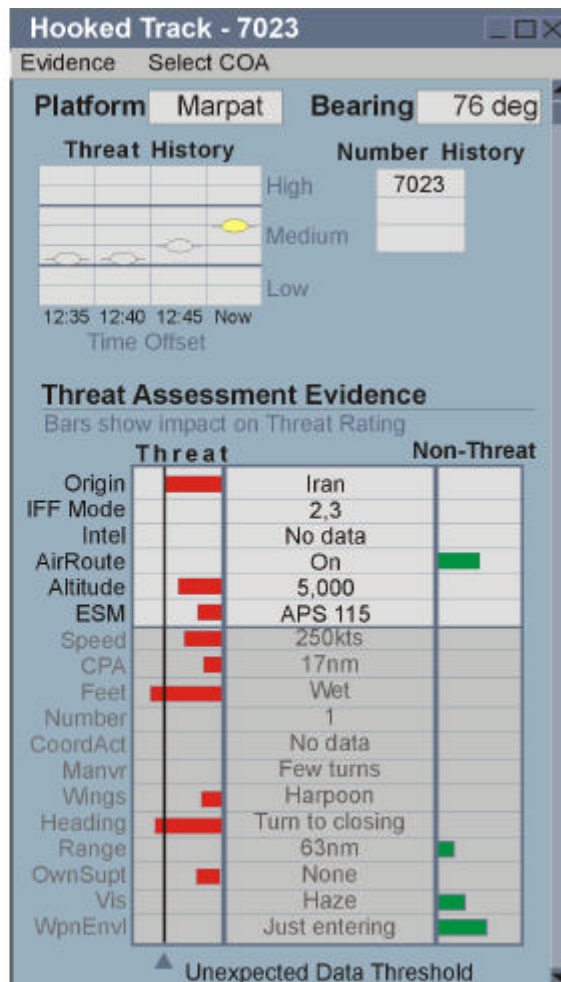 Hooked Track - 7023
Evidence Select COA
Platform Marpat Bearing 76 deg
Threat History Number History
High 7023
Medium
Low
12:35 12:40 12:45 Now
Time Offset
Threat Assessment Evidence
Bars show impact on Threat Rating
Threat Non-Threat
Origin Iran
IFF Mode 2,3
Intel No data
AirRoute On
Altitude 5,000
ESM APS 115
Speed 250kts
CPA 17nm
Feet Wet
Number 1
CoordAct No data
Manvr Few turns
Wings Harpoon
Heading Turn to closing
Range 63nm
OwnSupt None
Vis Haze
WpnEnvl Just entering
Unexpected Data Threshold